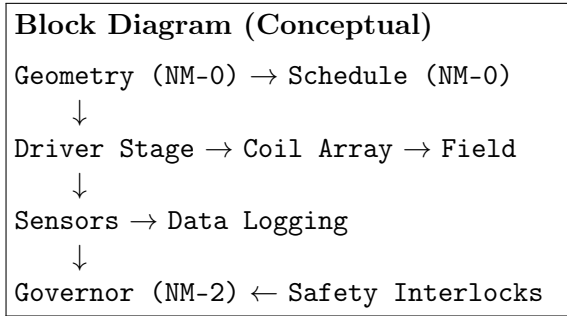 Block Diagram (Conceptual)
Geometry (NM-0) → Schedule (NM-0)
↓
Driver Stage → Coil Array → Field
↓
Sensors → Data Logging
↓
Governor (NM-2) ← Safety Interlocks